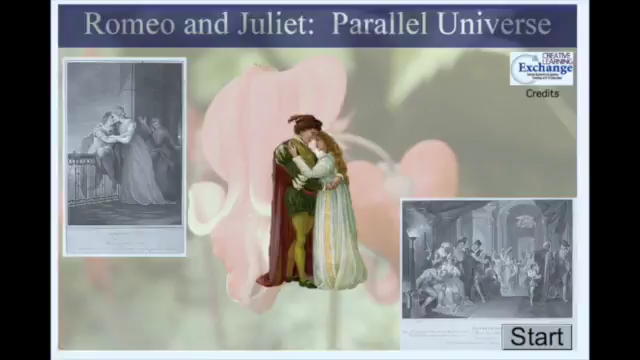 Romeo and Juliet: Parallel Universe
CREATIVE
LEARNING
Exchange
Credits
Start